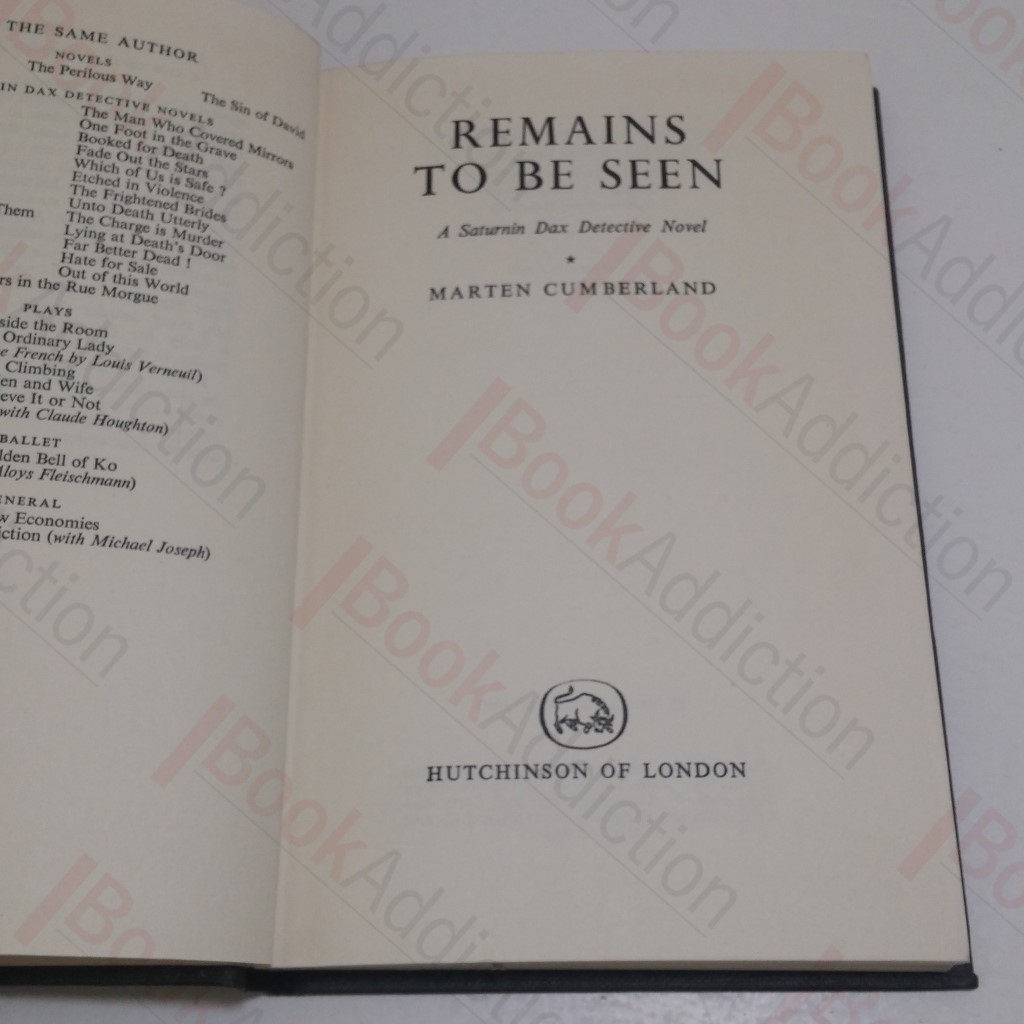 THE SAME AUTHOR
NOVELS
The Perilous Way
The Sin of David
IN DAX DETECTIVE NOVELS
The Man Who Covered Mirrors
One Foot in the Grave
Booked for Death
Fade Out the Stars
Which of Us is Safe ?
Etched in Violence
The Frightened Brides
Unto Death Utterly
Them
The Charge is Murder
Lying at Death's Door
Far Better Dead !
Hate for Sale
Out of this World
rs in the Rue Morgue
PLAYS
side the Room
Ordinary Lady
e French by Louis Verneuil)
Climbing
en and Wife
eve It or Not
with Claude Houghton)
BALLET
lden Bell of Ko
Aloys Fleischmann)
ENERAL
w Economies
iction (with Michael Joseph)
REMAINS
TO BE SEEN
A Saturnin Dax Detective Novel
*
MARTEN CUMBERLAND
HUTCHINSON OF LONDON
BookAddiction